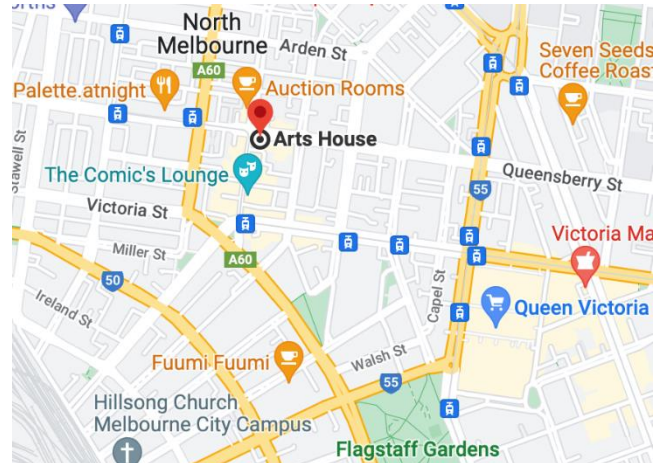 North
Melbourne
Arden St
Seven Seeds
Coffee Roast
A60
Palette.atnight
Auction Rooms
Arts House
Stawell St
The Comic's Lounge
Queensberry St
55
Victoria St
Victoria Ma
Miller St
A60
50
Capel St
Ireland St
Queen Victoria
Fuumi Fuumi
Walsh St
55
Hillsong Church
Melbourne City Campus
Flagstaff Gardens